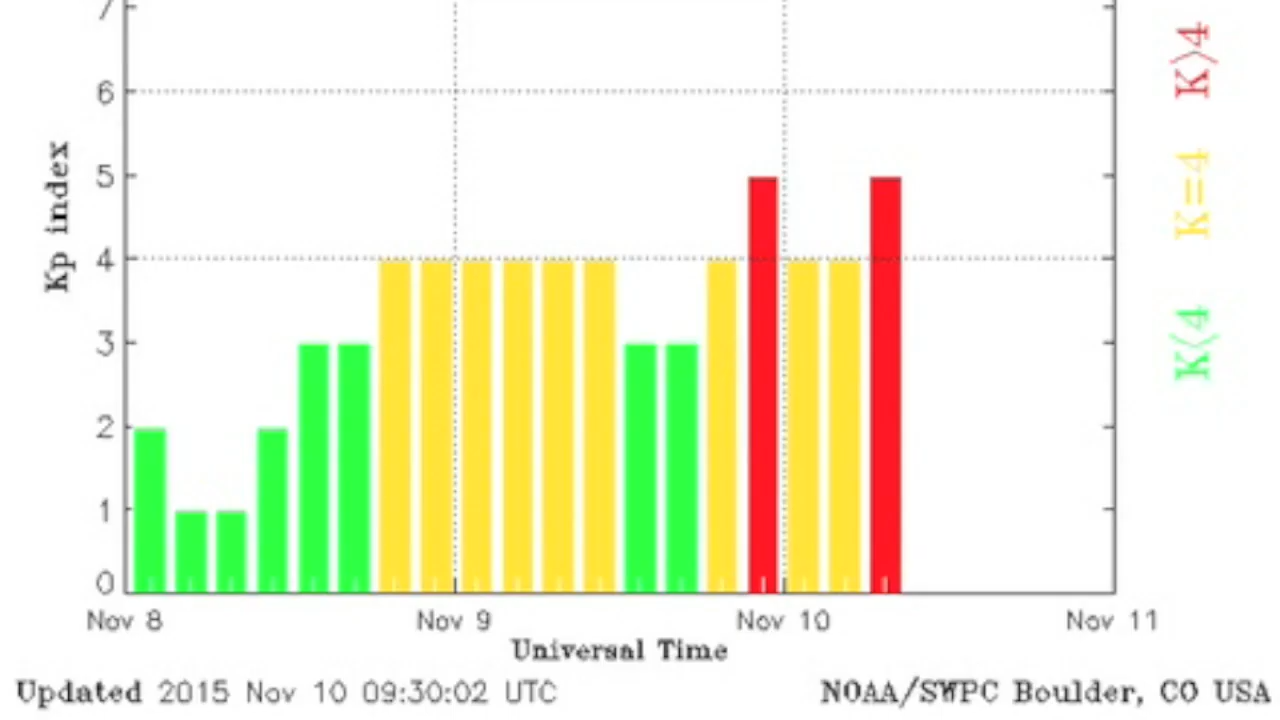 7
6
5
4
3
2
1
0
Kp index
K>4
K=4
K<4
Nov 8 Nov 9 Nov 10 Nov 11
Universal Time
Updated 2015 Nov 10 09:30:02 UTC NOAA/SWPC Boulder, CO USA